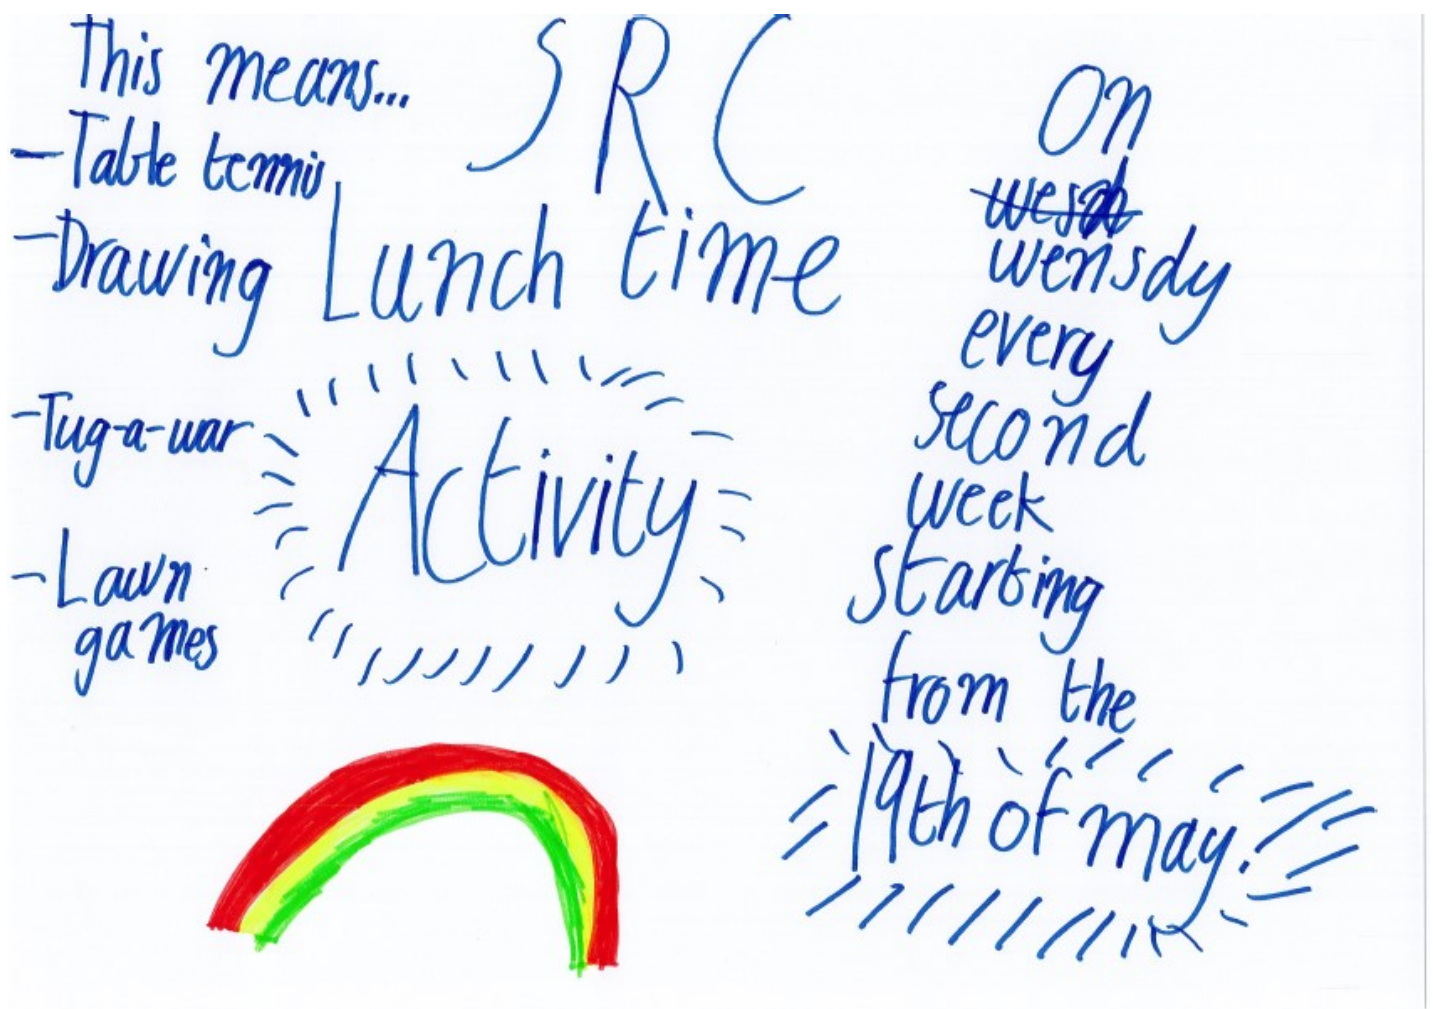 This means...
-Table tennis
-Drawing
-Tug-a-war
-Lawn
games
SRC
Lunch time
Activity
On
wensdy
every
second
week
starting
from the
19th of may.